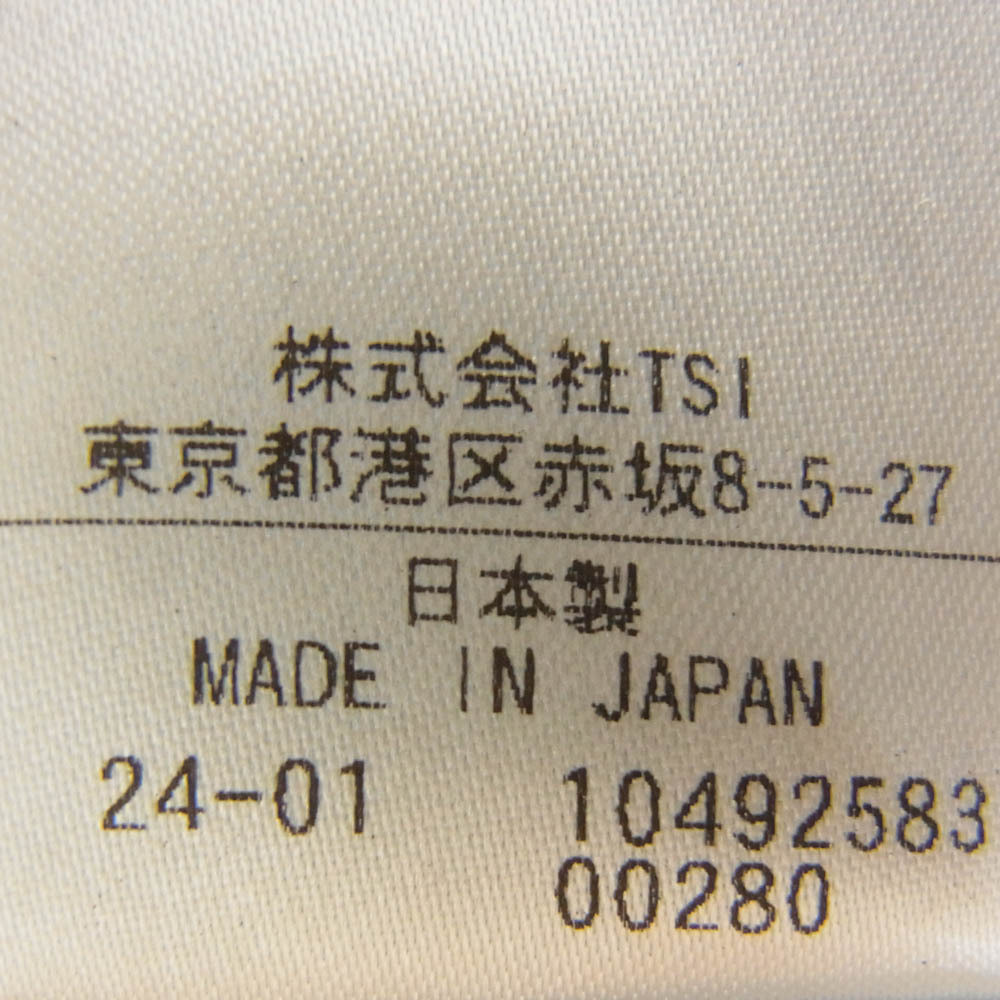 株式会社TSI
東京都港区赤坂8-5-27
日本製
MADE IN JAPAN
24-01 10492583
00280